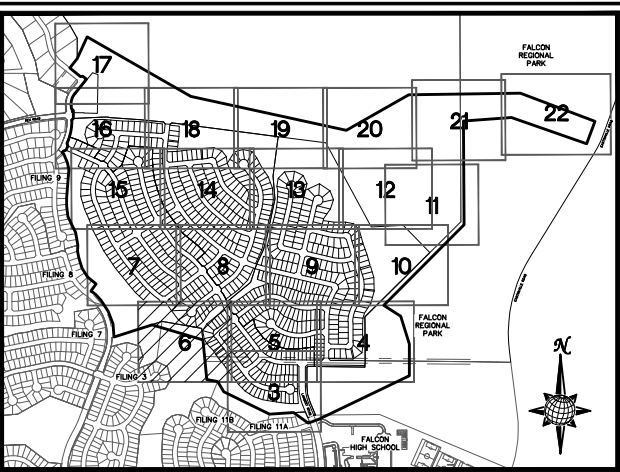 FALCON
REGIONAL
PARK
17
22
21
16
18
19
20
FILING 9
15
14
13
12
11
7
8
9
10
FILING 8
FALCON
REGIONAL
PARK
FILING 7
6
5
4
N
FILING 3
3
FILING 11B
FILING 11A
FALCON
HIGH SCHOOL